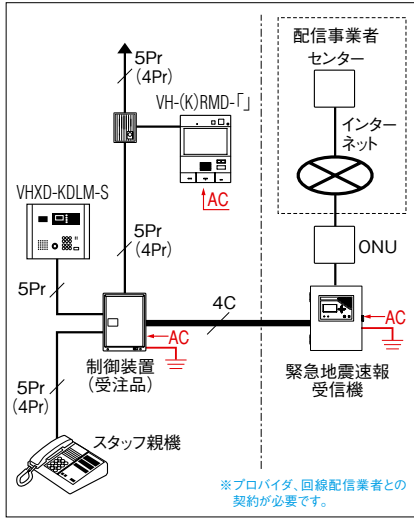 5Pr
(4Pr)
VH-(K)RMD-「」
AC
VHXD-KDLM-S
5Pr
5Pr
(4Pr)
制御装置
(受注品)
AC
4C
5Pr
(4Pr)
スタッフ親機
配信事業者
センター
インター
ネット
ONU
AC
緊急地震速報
受信機
※プロバイダ、回線配信業者との
契約が必要です。